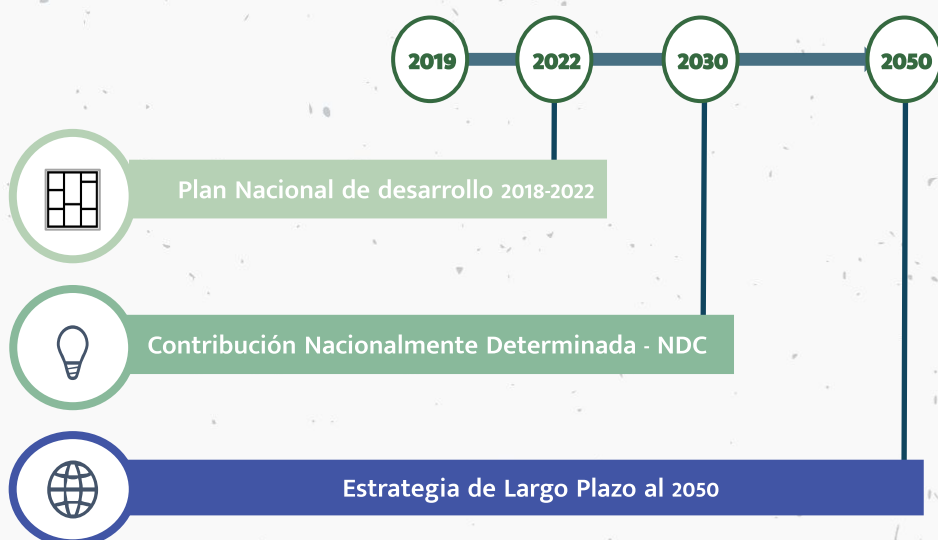 2019 2022 2030 2050
Plan Nacional de desarrollo 2018-2022
Contribución Nacionalmente Determinada - NDC
Estrategia de Largo Plazo al 2050